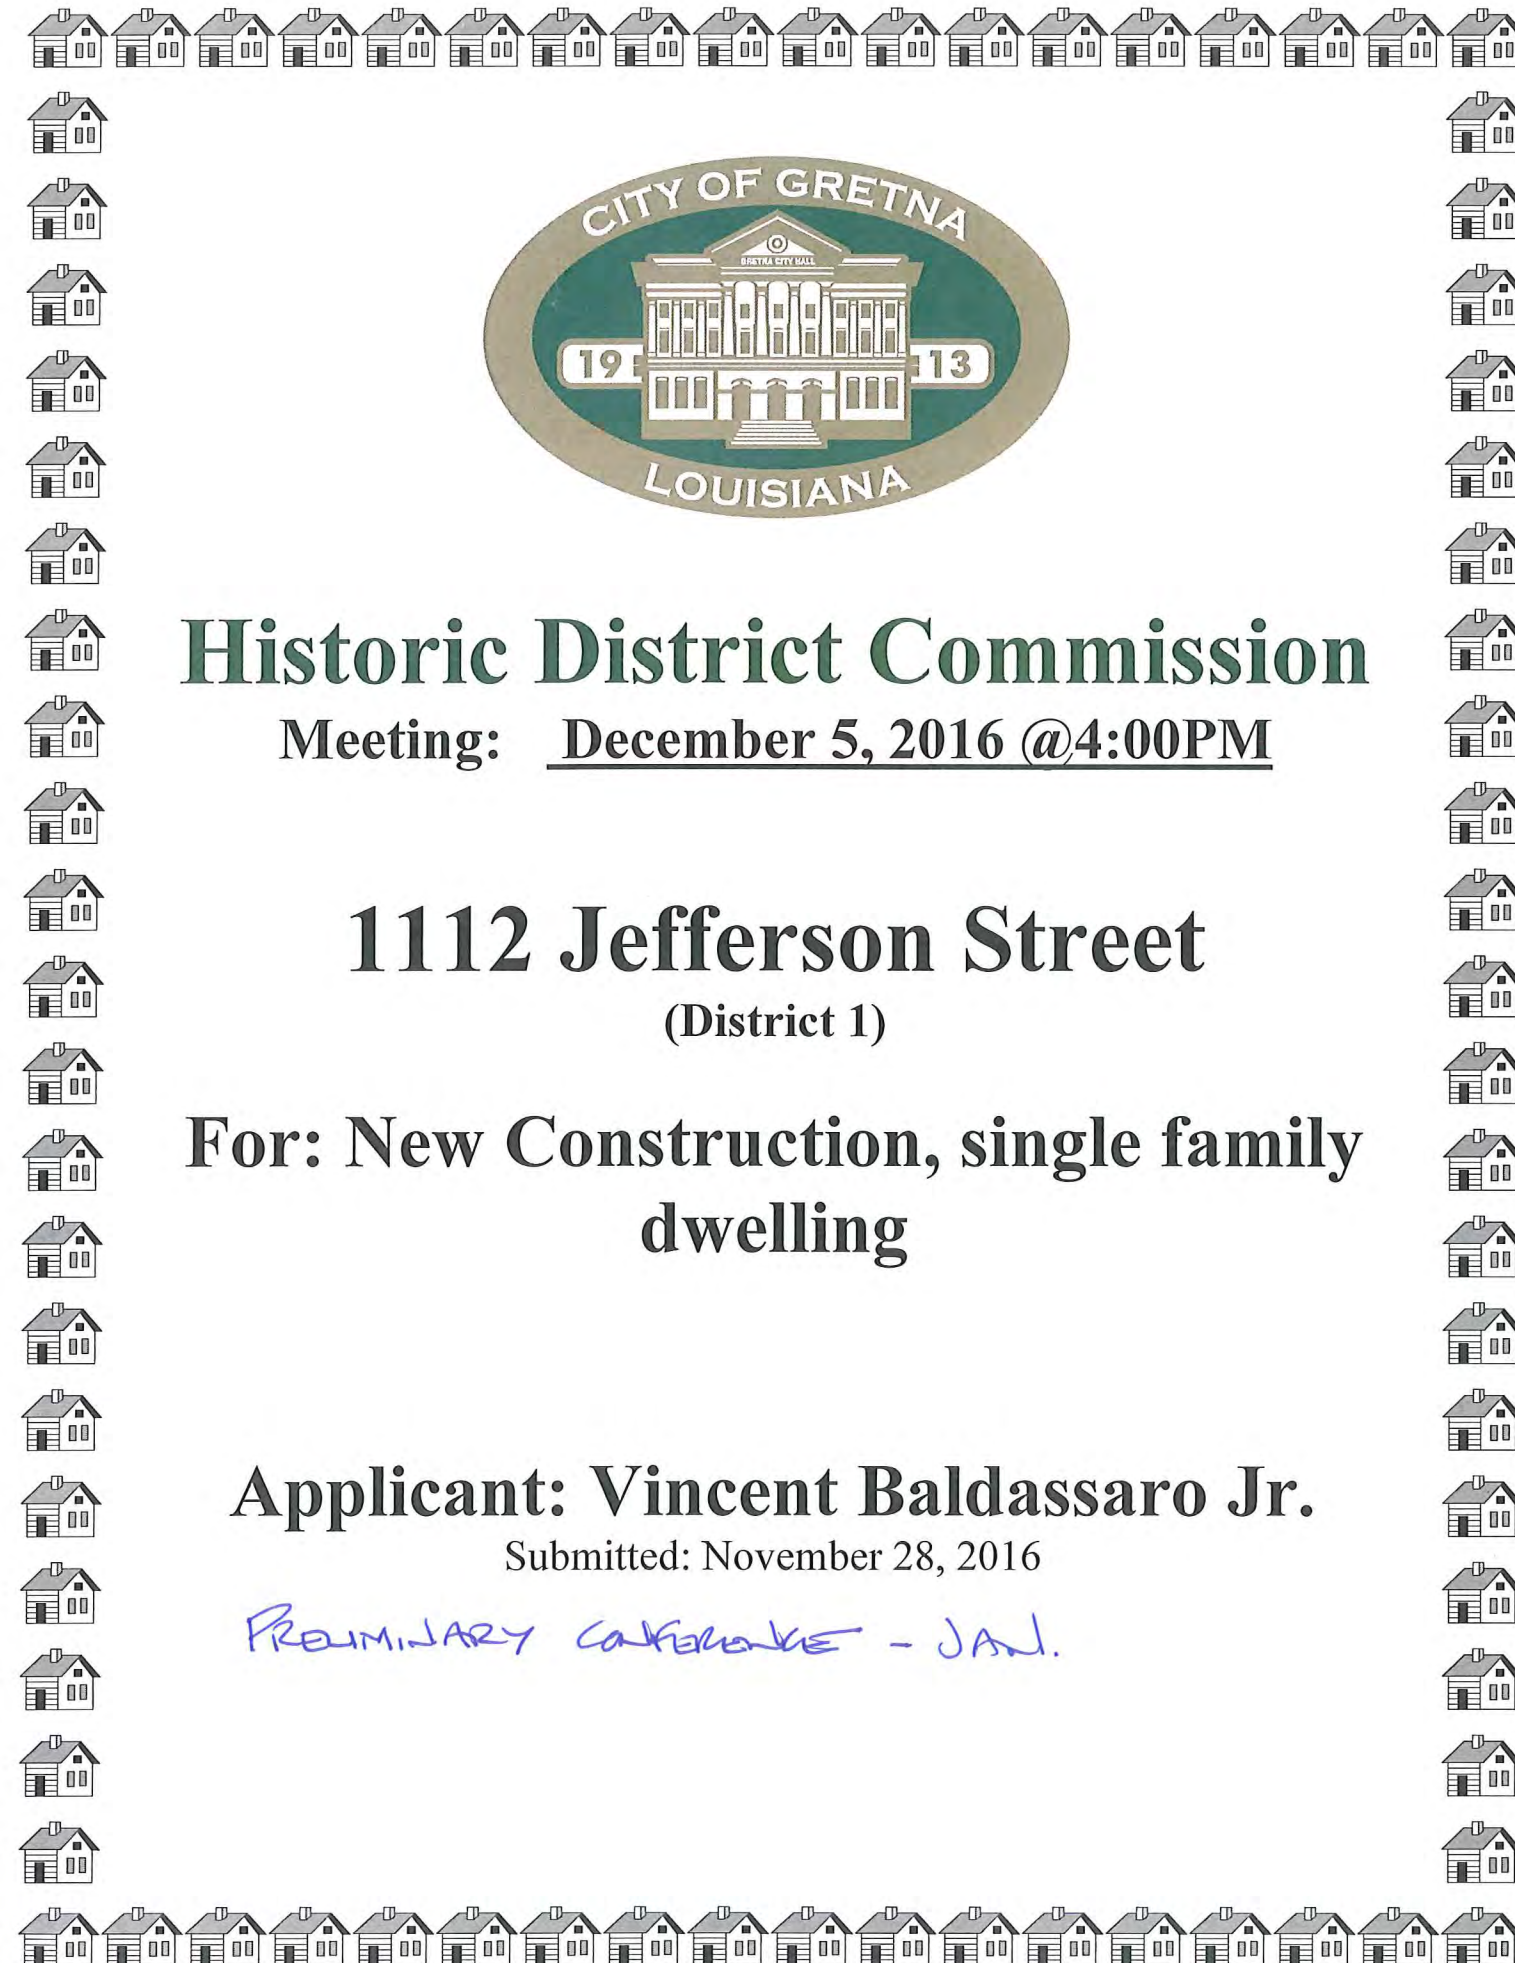 CITY OF GRETNA
GRETNA CITY HALL
19 13
LOUISIANA
Historic District Commission
Meeting: December 5, 2016 @4:00PM
1112 Jefferson Street
(District 1)
For: New Construction, single family
dwelling
Applicant: Vincent Baldassaro Jr.
Submitted: November 28, 2016
PRELIMINARY CONFERENCE - JAN.